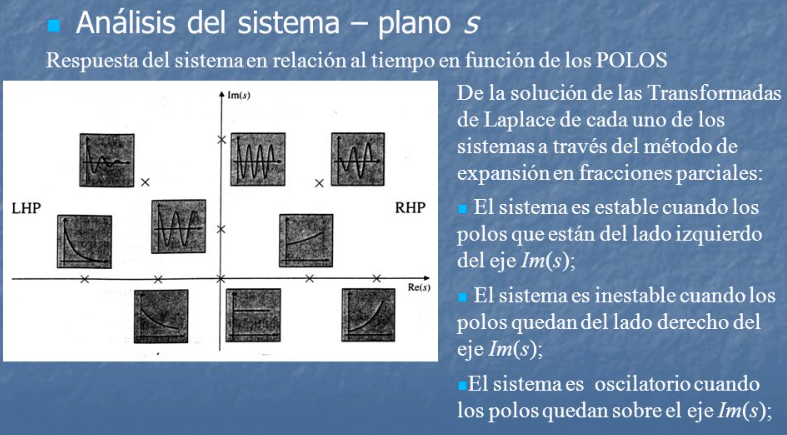 Análisis del sistema – plano s
Respuesta del sistema en relación al tiempo en función de los POLOS
Im(s)
LHP
RHP
Re(s)
De la solución de las Transformadas
de Laplace de cada uno de los
sistemas a través del método de
expansión en fracciones parciales:
El sistema es estable cuando los
polos que están del lado izquierdo
del eje Im(s);
El sistema es inestable cuando los
polos quedan del lado derecho del
eje Im(s);
El sistema es oscilatorio cuando
los polos quedan sobre el eje Im(s);